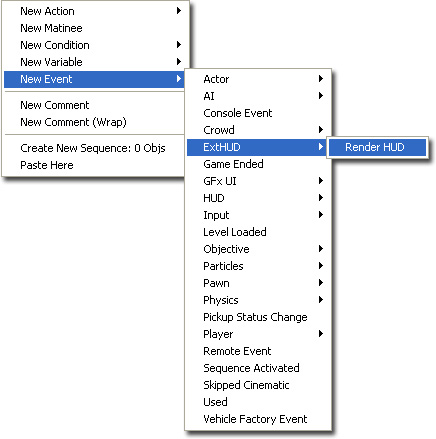 New Action
New Matinee
New Condition
New Variable
New Event
New Comment
New Comment (Wrap)
Create New Sequence: 0 Objs
Paste Here
Actor
AI
Console Event
Crowd
ExtHUD
Game Ended
GFx UI
HUD
Input
Level Loaded
Objective
Particles
Pawn
Physics
Pickup Status Change
Player
Remote Event
Sequence Activated
Skipped Cinematic
Used
Vehicle Factory Event
Render HUD